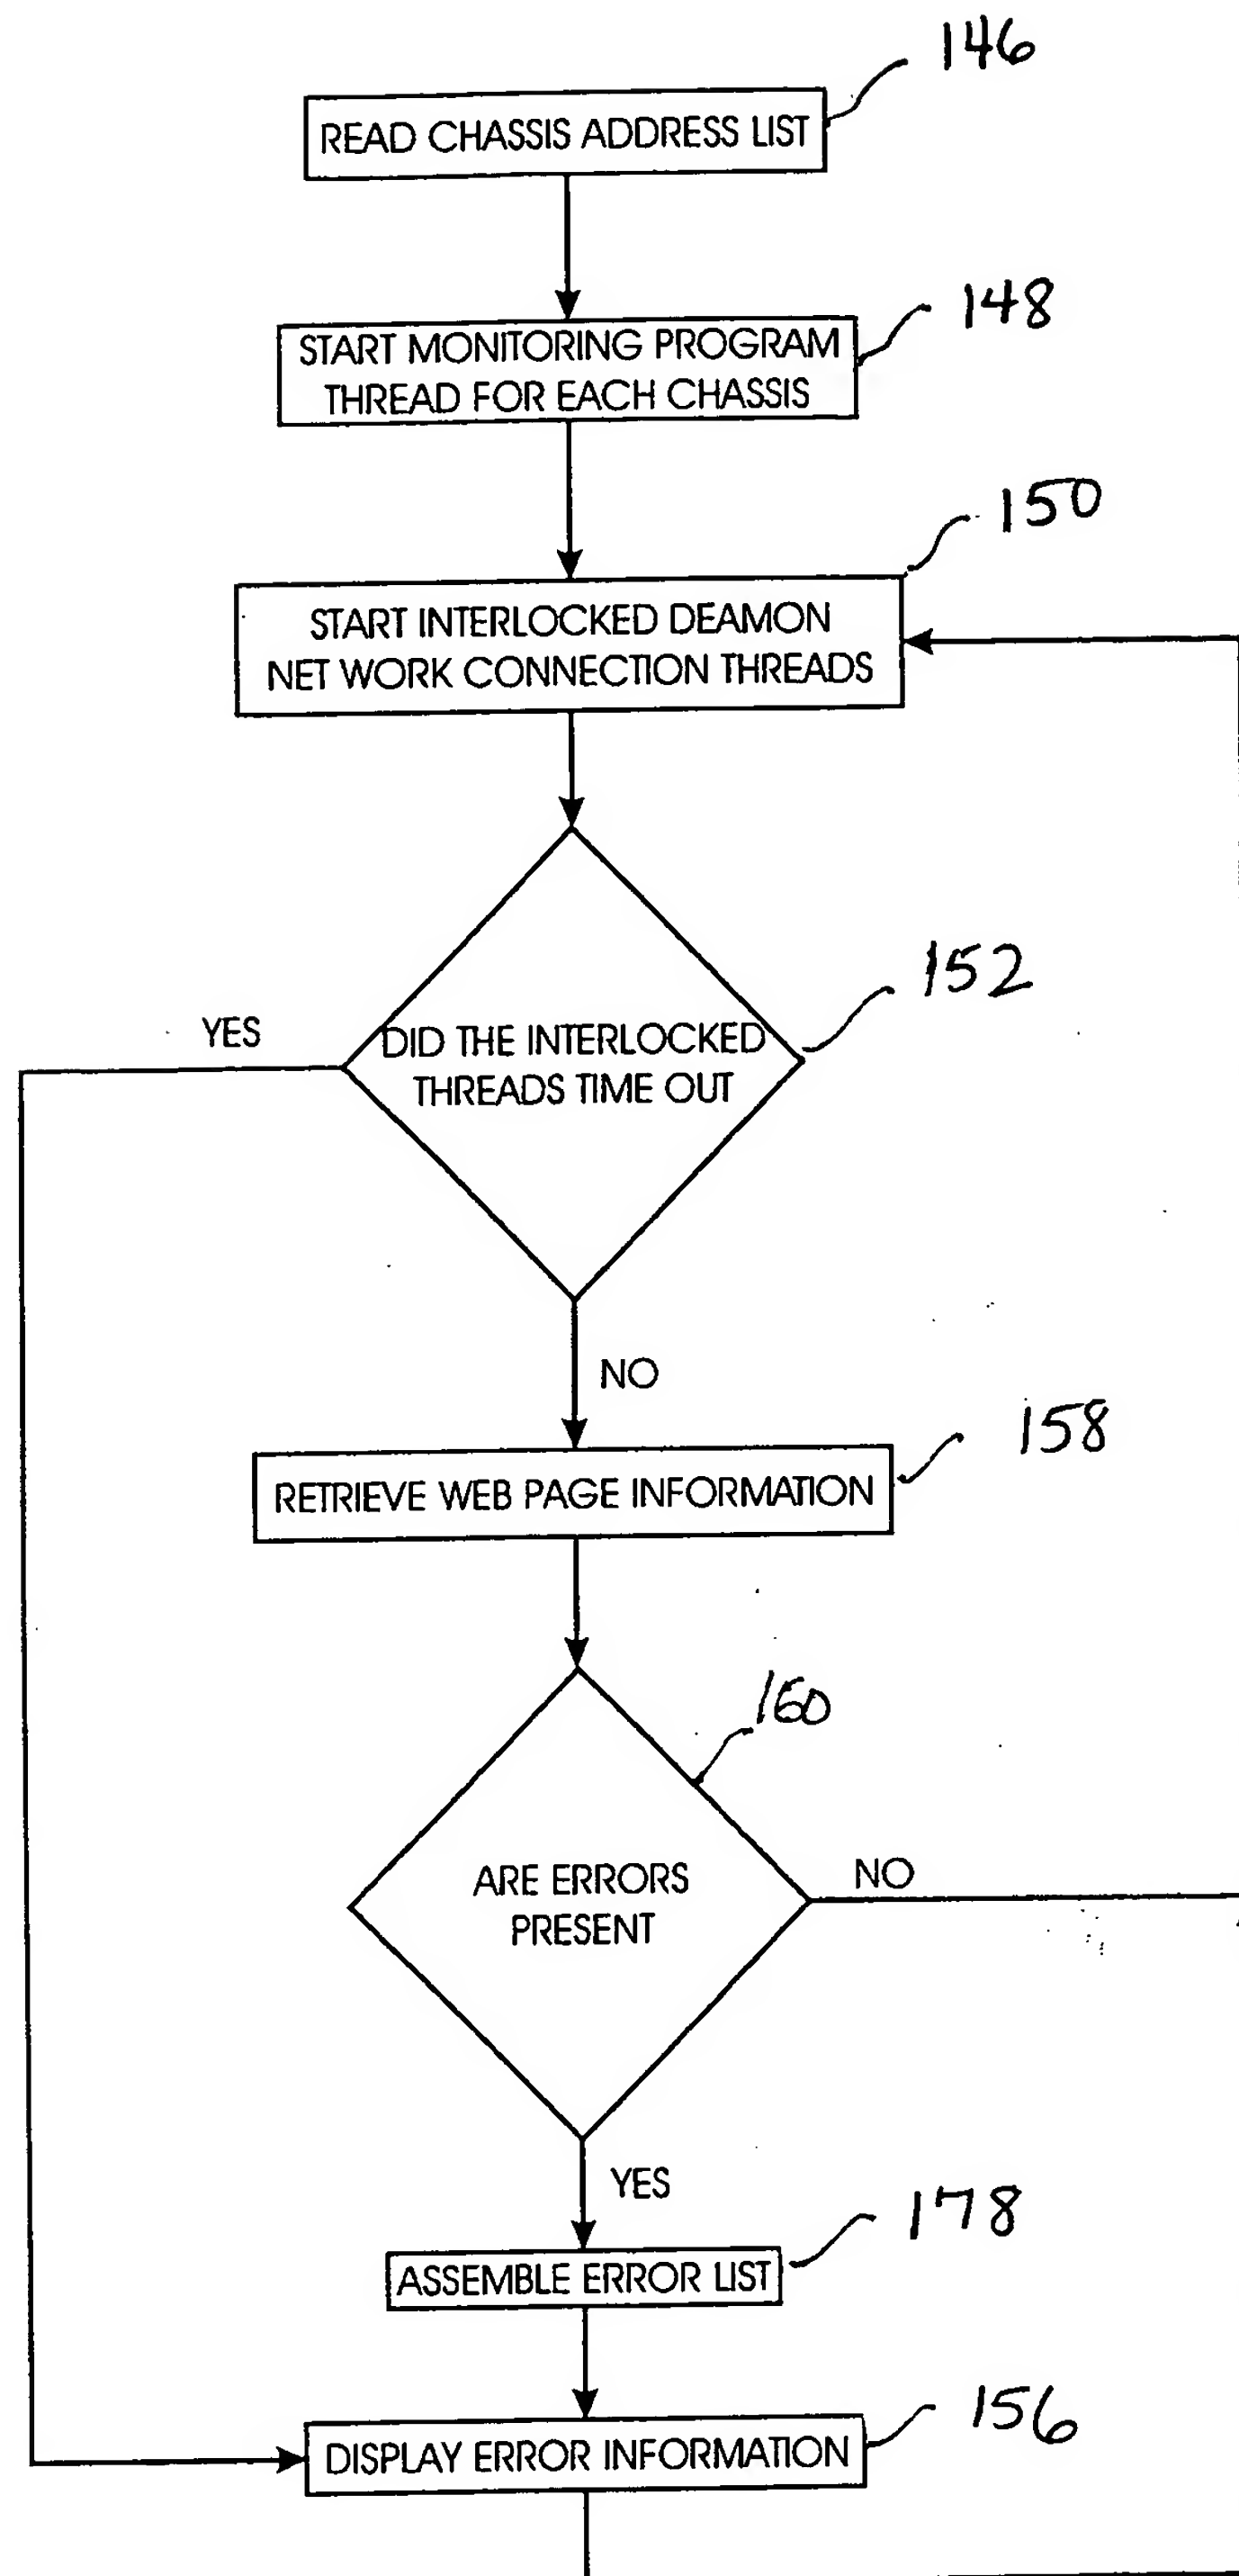 146
READ CHASSIS ADDRESS LIST
148
START MONITORING PROGRAM
THREAD FOR EACH CHASSIS
150
START INTERLOCKED DEAMON
NET WORK CONNECTION THREADS
152
YES
DID THE INTERLOCKED
THREADS TIME OUT
NO
158
RETRIEVE WEB PAGE INFORMATION
160
ARE ERRORS
PRESENT
NO
YES
178
ASSEMBLE ERROR LIST
156
DISPLAY ERROR INFORMATION